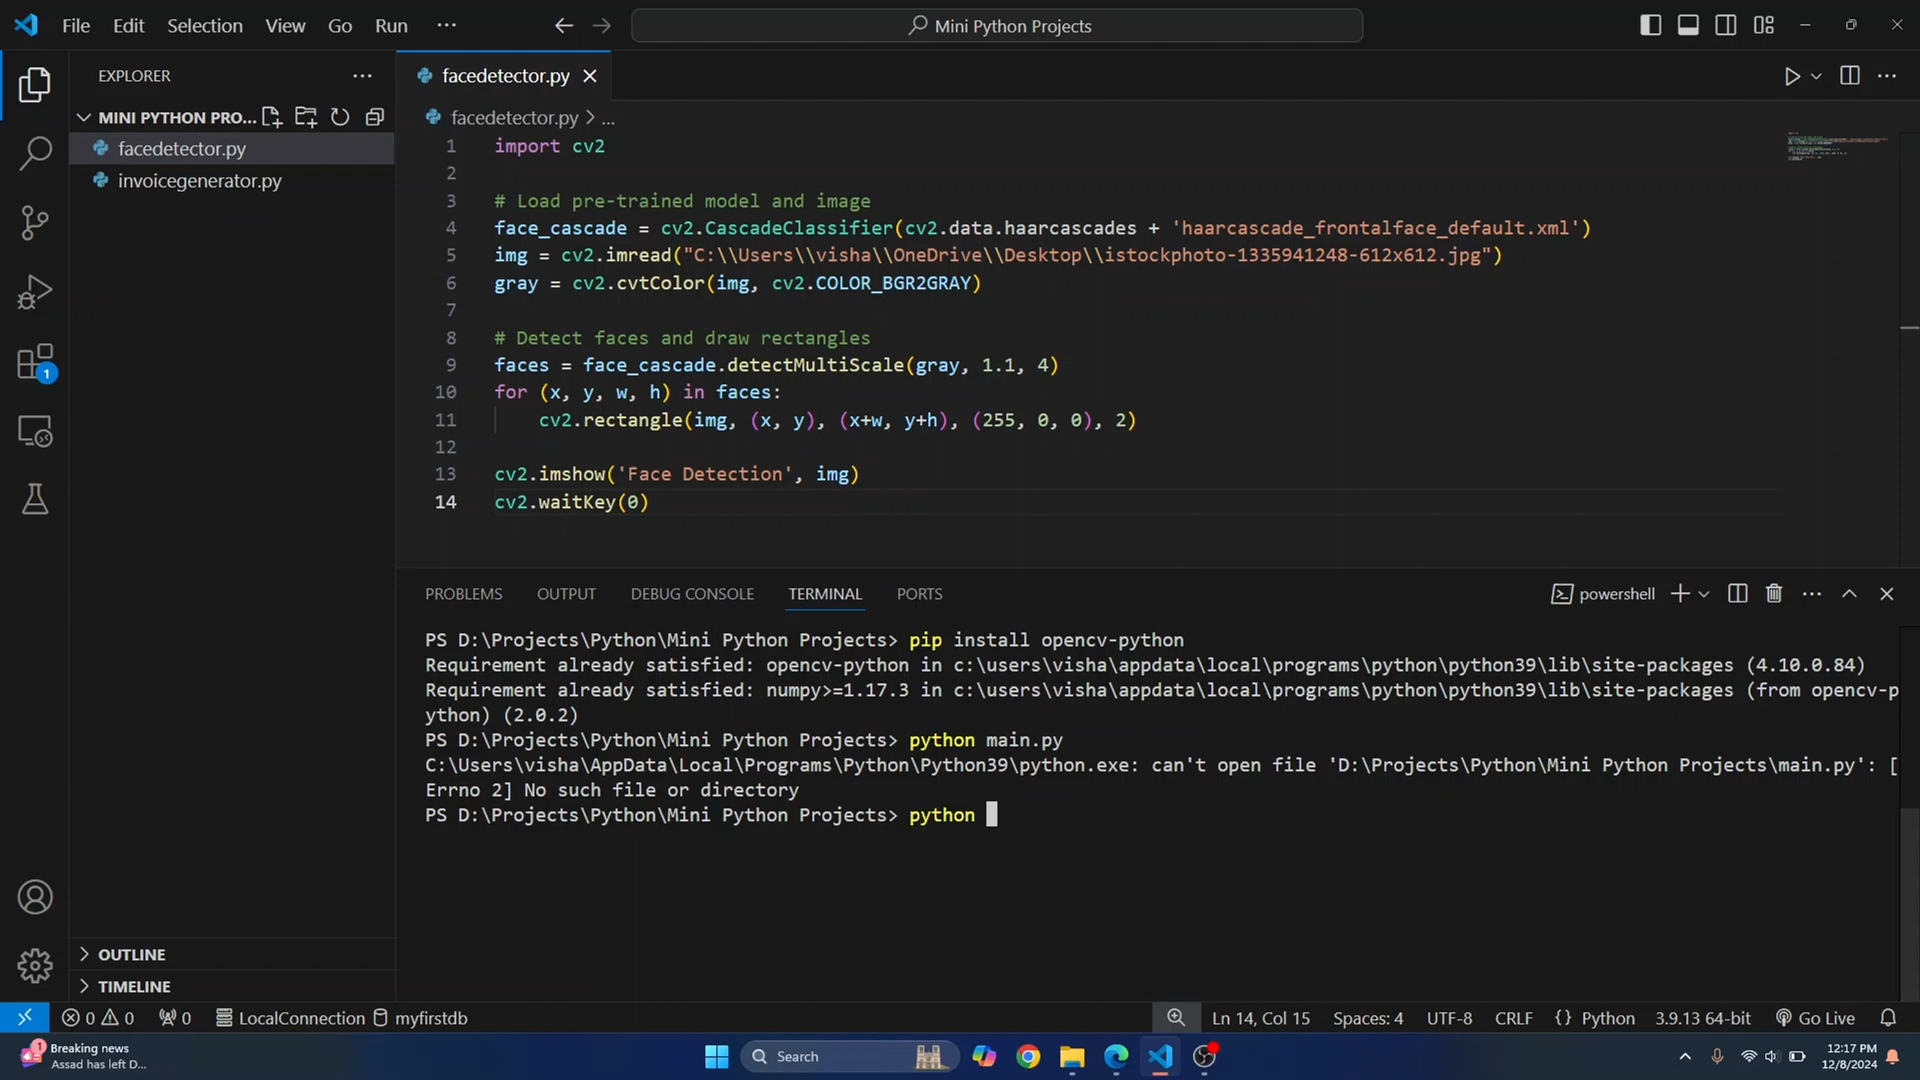 File Edit Selection View Go Run ···
Mini Python Projects
EXPLORER
MINI PYTHON PRO...
facedetector.py
invoicegenerator.py
OUTLINE
TIMELINE
1
facedetector.py
facedetector.py > ...
1 import cv2
2
3 # Load pre-trained model and image
4 face_cascade = cv2.CascadeClassifier(cv2.data.haarcascades + 'haarcascade_frontalface_default.xml')
5 img = cv2.imread("C:\\Users\\visha\\OneDrive\\Desktop\\istockphoto-1335941248-612x612.jpg")
6 gray = cv2.cvtColor(img, cv2.COLOR_BGR2GRAY)
7
8 # Detect faces and draw rectangles
9 faces = face_cascade.detectMultiScale(gray, 1.1, 4)
10 for (x, y, w, h) in faces:
11 cv2.rectangle(img, (x, y), (x+w, y+h), (255, 0, 0), 2)
12
13 cv2.imshow('Face Detection', img)
14 cv2.waitKey(0)
PROBLEMS OUTPUT DEBUG CONSOLE TERMINAL PORTS
powershell
PS D:\Projects\Python\Mini Python Projects> pip install opencv-python
Requirement already satisfied: opencv-python in c:\users\visha\appdata\local\programs\python\python39\lib\site-packages (4.10.0.84)
Requirement already satisfied: numpy>=1.17.3 in c:\users\visha\appdata\local\programs\python\python39\lib\site-packages (from opencv-p
ython) (2.0.2)
PS D:\Projects\Python\Mini Python Projects> python main.py
C:\Users\visha\AppData\Local\Programs\Python\Python39\python.exe: can't open file 'D:\Projects\Python\Mini Python Projects\main.py': [
Errno 2] No such file or directory
PS D:\Projects\Python\Mini Python Projects> python
0 0 0 LocalConnection myfirstdb
Ln 14, Col 15 Spaces: 4 UTF-8 CRLF {} Python 3.9.13 64-bit Go Live
1
Breaking news
Assad has left D...
Search
12:17 PM
12/8/2024